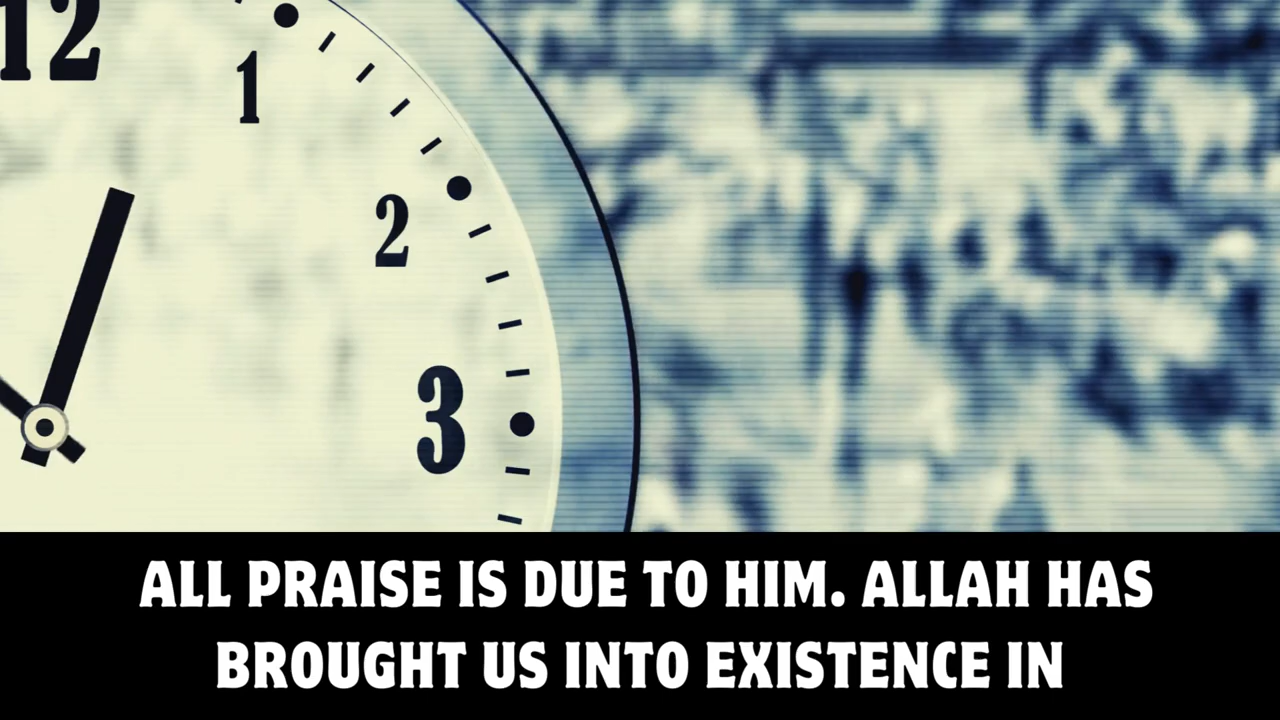 12
1
2
3
ALL PRAISE IS DUE TO HIM. ALLAH HAS
BROUGHT US INTO EXISTENCE IN